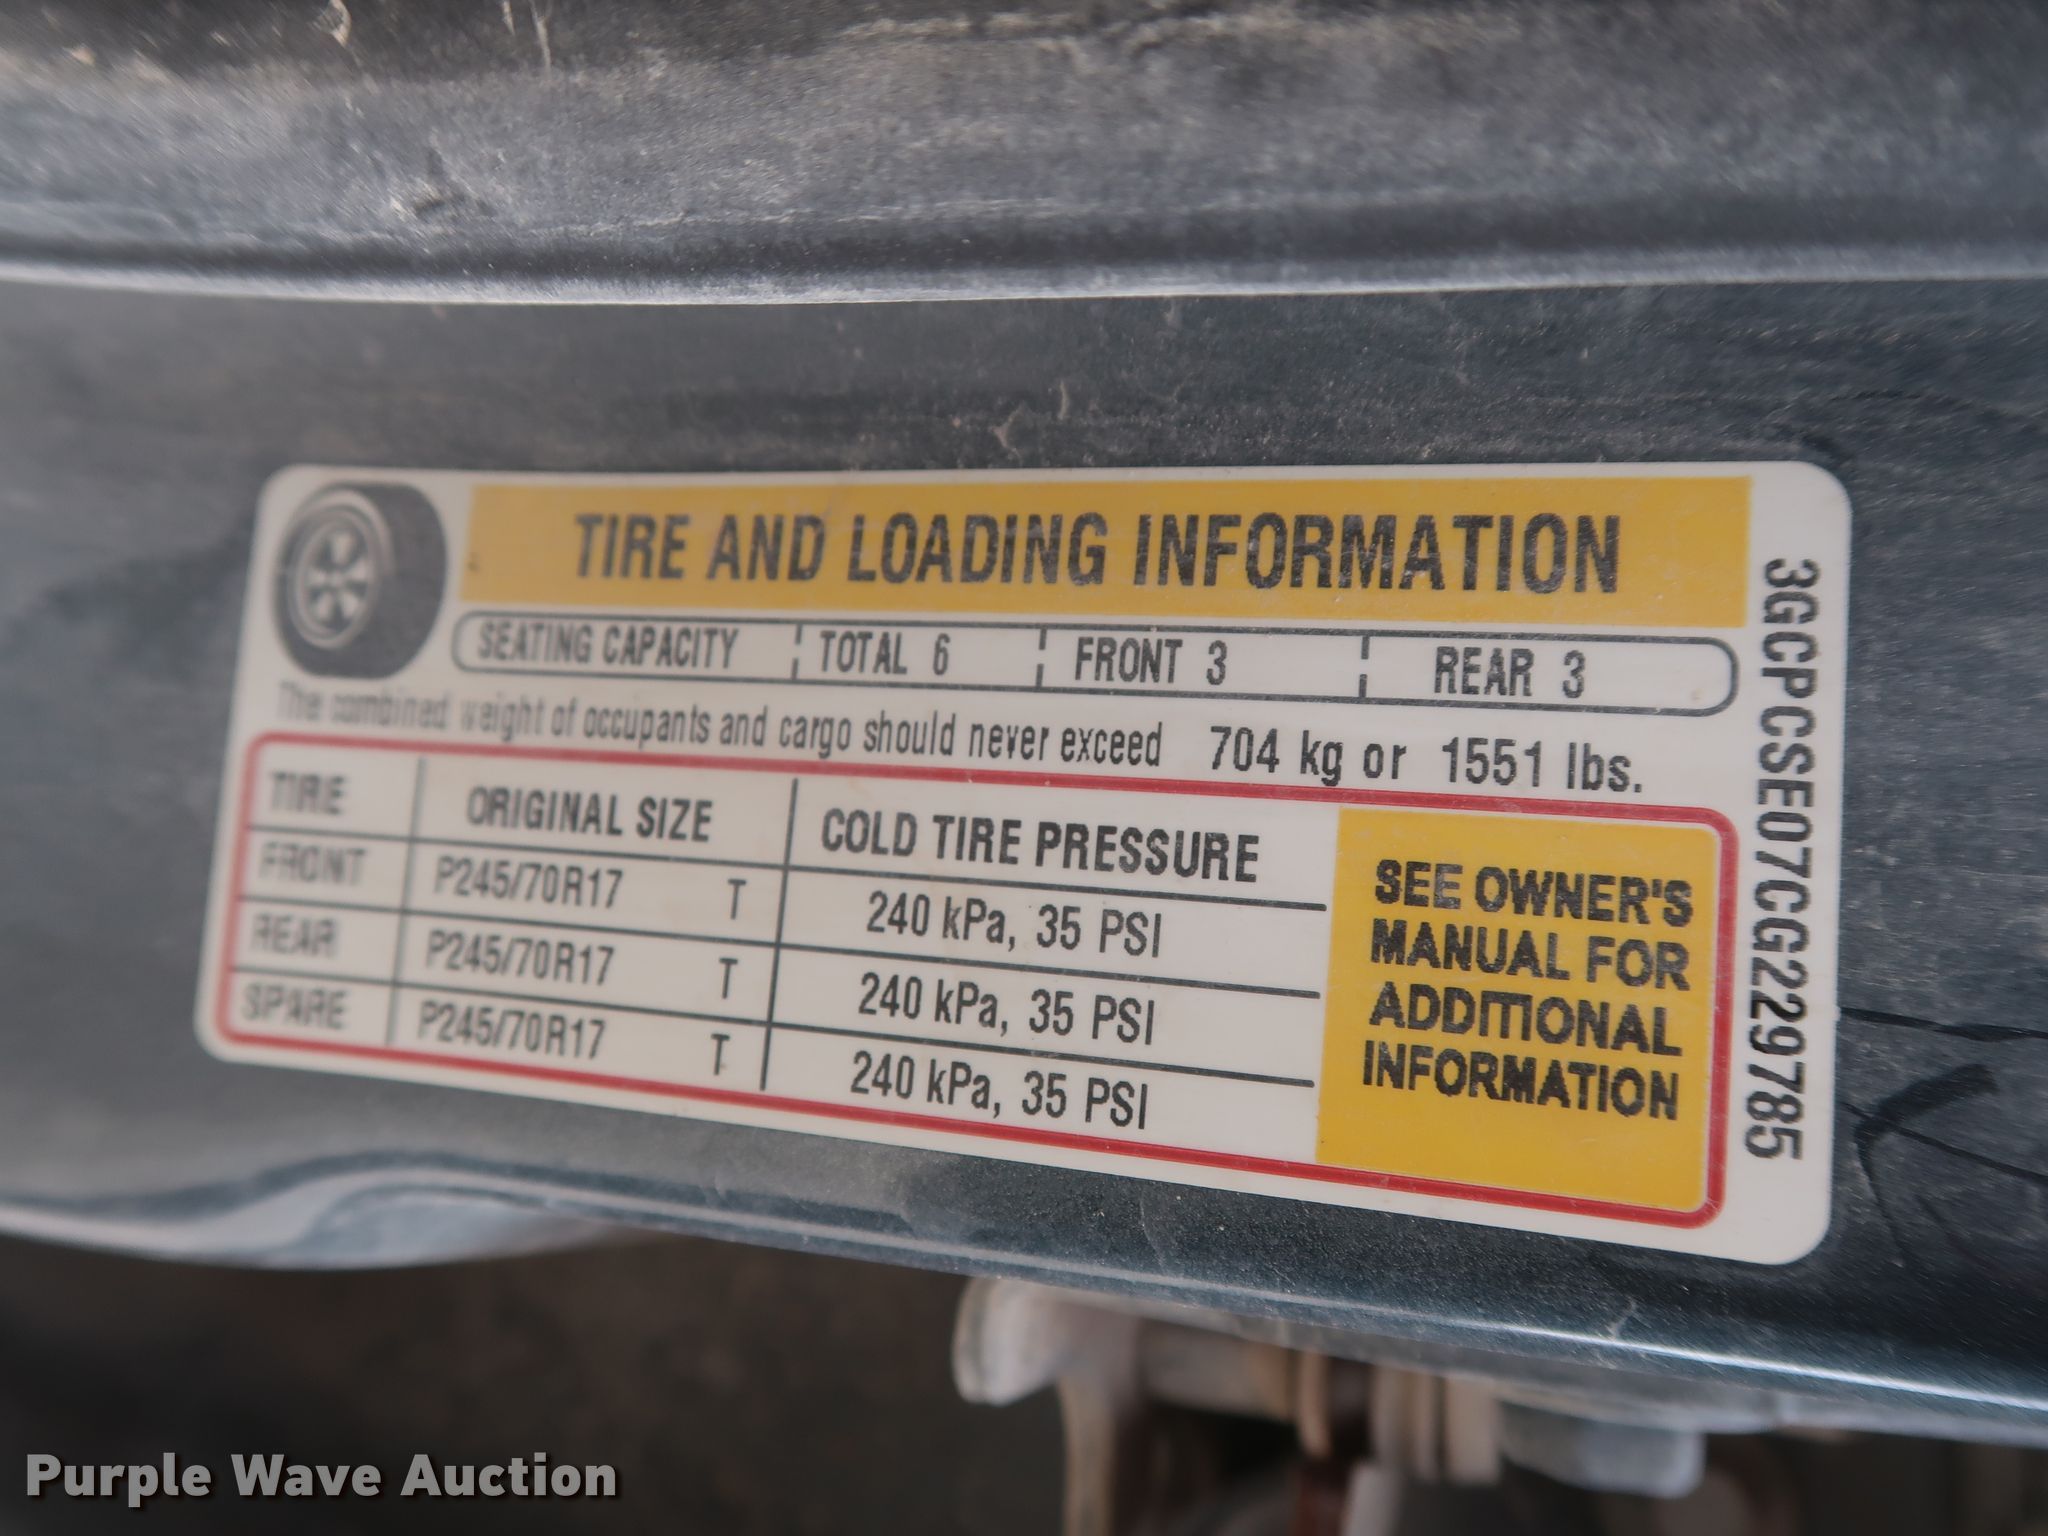 TIRE AND LOADING INFORMATION
SEATING CAPACITY TOTAL 6 FRONT 3 REAR 3
The combined weight of occupants and cargo should never exceed 704 kg or 1551 lbs.
TIRE ORIGINAL SIZE COLD TIRE PRESSURE
FRONT P245/70R17 T 240 kPa, 35 PSI
REAR P245/70R17 T 240 kPa, 35 PSI
SPARE P245/70R17 T 240 kPa, 35 PSI
SEE OWNER'S
MANUAL FOR
ADDITIONAL
INFORMATION
3GCPCSE07CG229785
Purple Wave Auction